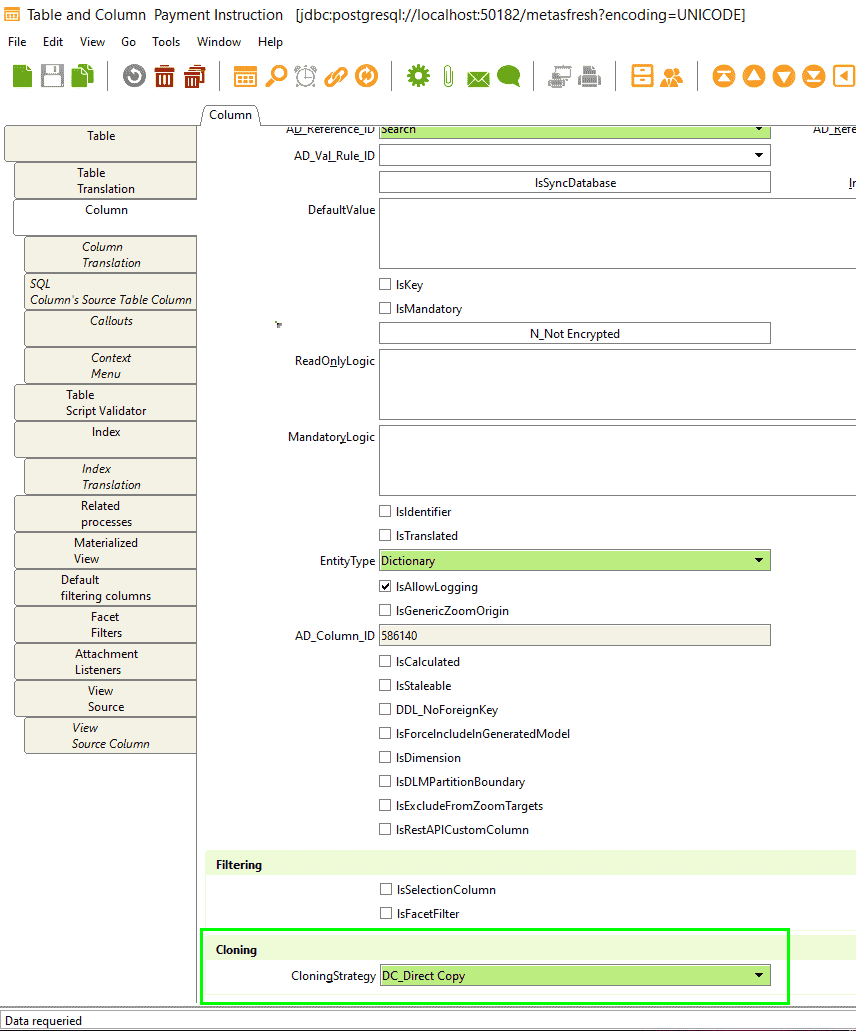 Table and Column  Payment Instruction   [jdbc:postgresql://localhost:50182/metasfresh?encoding=UNICODE]
File Edit View Go Tools Window Help
Column
Table
Table
Translation
Column
Column
Translation
SQL
Column's Source Table Column
Callouts
Context
Menu
Table
Script Validator
Index
Index
Translation
Related
processes
Materialized
View
Default
filtering columns
Facet
Filters
Attachment
Listeners
View
Source
View
Source Column
AD_Reference_ID Search AD_Refe
AD_Val_Rule_ID
IsSyncDatabase In
DefaultValue
IsKey
IsMandatory
N_Not Encrypted
ReadOnlyLogic
MandatoryLogic
IsIdentifier
IsTranslated
EntityType Dictionary
IsAllowLogging
IsGenericZoomOrigin
AD_Column_ID 586140
IsCalculated
IsStaleable
DDL_NoForeignKey
IsForceIncludeInGeneratedModel
IsDimension
IsDLMPartitionBoundary
IsExcludeFromZoomTargets
IsRestAPICustomColumn
Filtering
IsSelectionColumn
IsFacetFilter
Cloning
CloningStrategy DC_Direct Copy
Data requeried